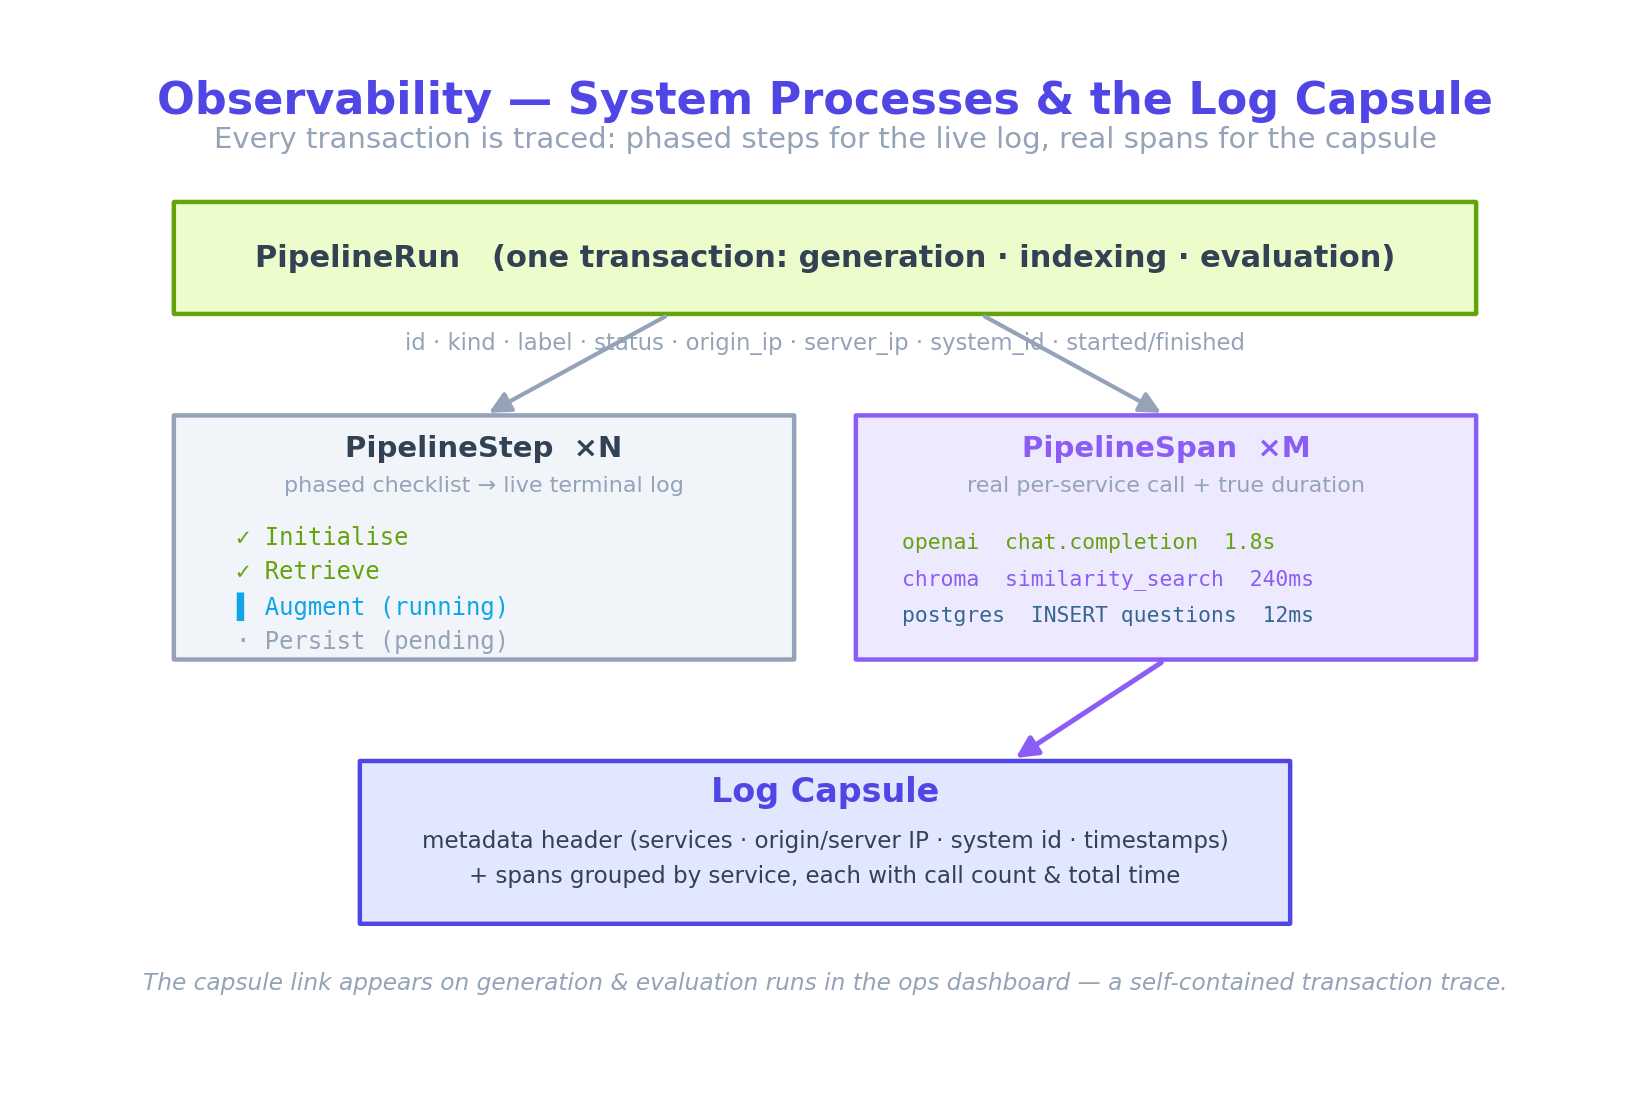 Observability — System Processes & the Log Capsule
Every transaction is traced: phased steps for the live log, real spans for the capsule
PipelineRun (one transaction: generation · indexing · evaluation)
id · kind · label · status · origin_ip · server_ip · system_id · started/finished
PipelineStep ×N
phased checklist → live terminal log
✓ Initialise
✓ Retrieve
▌ Augment (running)
· Persist (pending)
PipelineSpan ×M
real per-service call + true duration
openai chat.completion 1.8s
chroma similarity_search 240ms
postgres INSERT questions 12ms
Log Capsule
metadata header (services · origin/server IP · system id · timestamps)
+ spans grouped by service, each with call count & total time
The capsule link appears on generation & evaluation runs in the ops dashboard — a self-contained transaction trace.